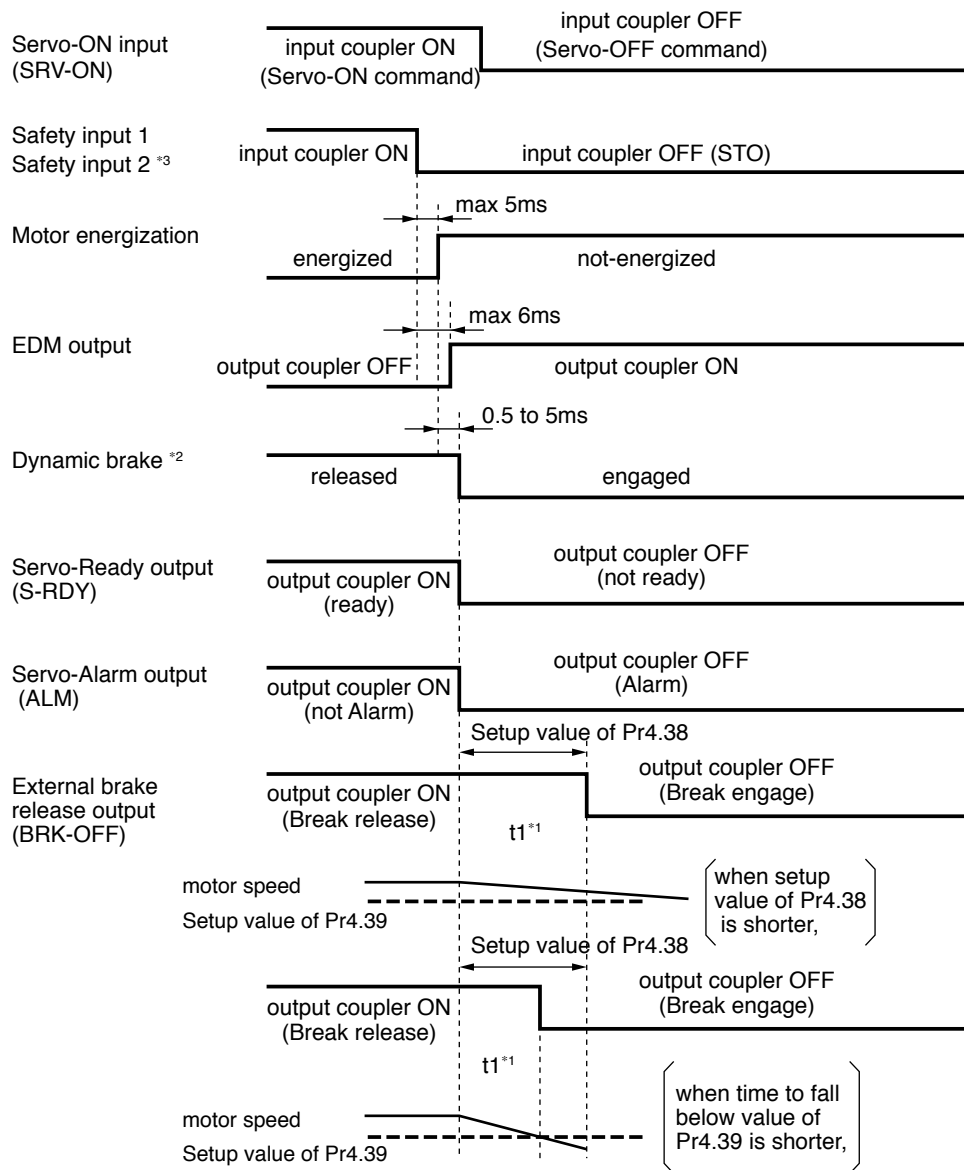 Servo-ON input
(SRV-ON)
input coupler ON
(Servo-ON command)
input coupler OFF
(Servo-OFF command)
Safety input 1
Safety input 2 *3
input coupler ON
input coupler OFF (STO)
max 5ms
Motor energization
energized
not-energized
max 6ms
EDM output
output coupler OFF
output coupler ON
0.5 to 5ms
Dynamic brake *2
released
engaged
Servo-Ready output
(S-RDY)
output coupler ON
(ready)
output coupler OFF
(not ready)
Servo-Alarm output
(ALM)
output coupler ON
(not Alarm)
output coupler OFF
(Alarm)
Setup value of Pr4.38
External brake
release output
(BRK-OFF)
output coupler ON
(Break release)
t1*1
output coupler OFF
(Break engage)
motor speed
Setup value of Pr4.39
when setup
value of Pr4.38
is shorter,
Setup value of Pr4.38
output coupler ON
(Break release)
t1*1
output coupler OFF
(Break engage)
motor speed
Setup value of Pr4.39
when time to fall
below value of
Pr4.39 is shorter,